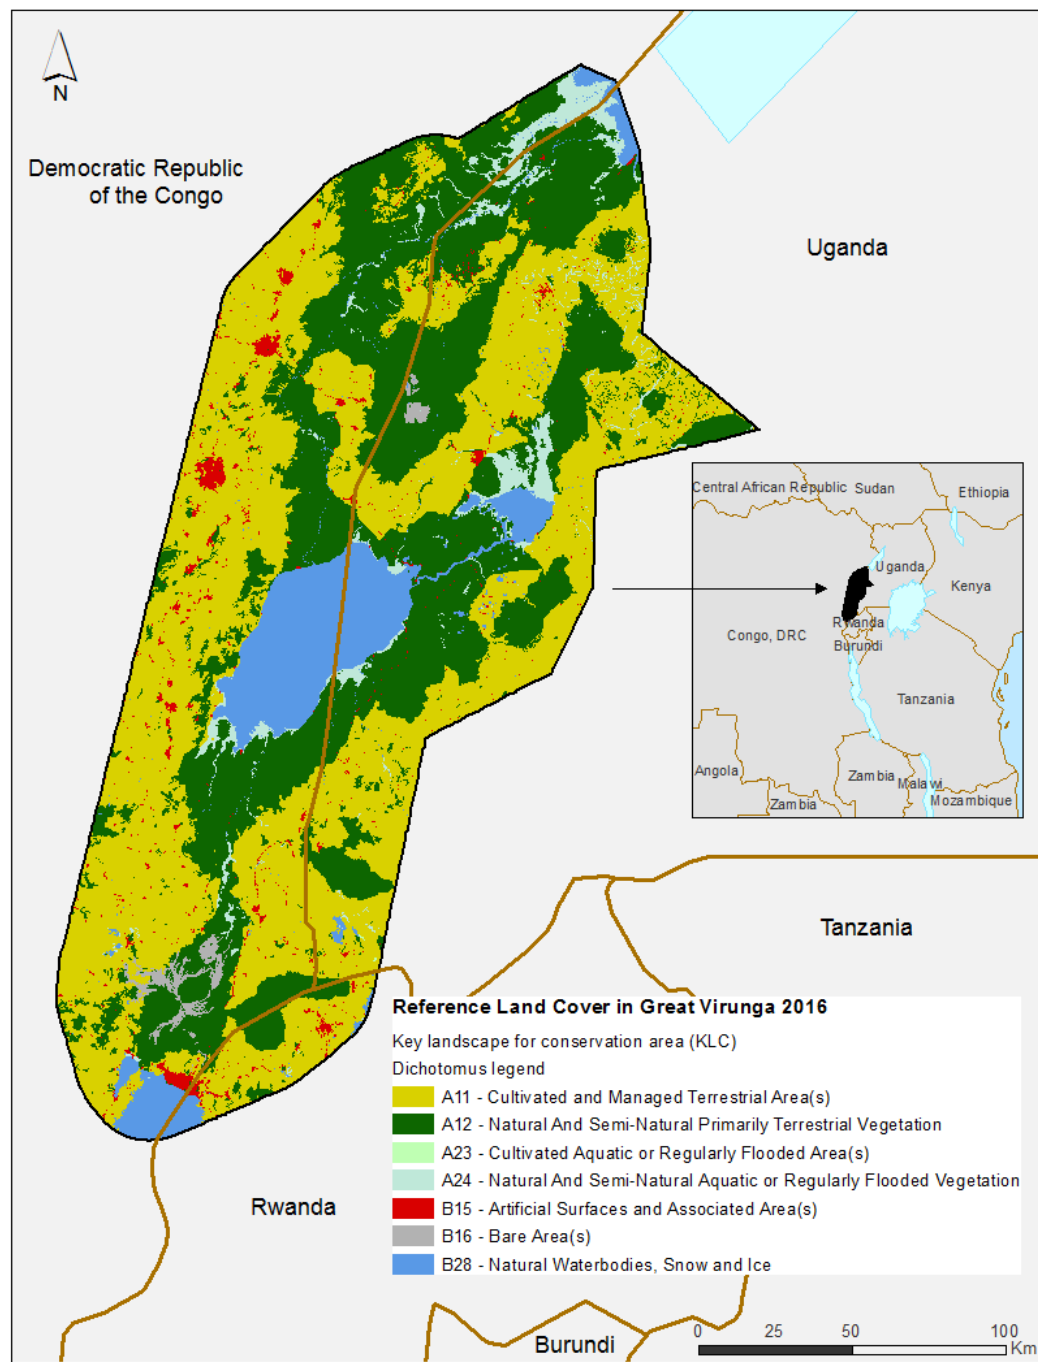 N
Democratic Republic
of the Congo
Uganda
Central African Republic
Sudan
Ethiopia
Uganda
Kenya
Rwanda
Congo, DRC
Burundi
Tanzania
Angola
Zambia
Malawi
Zambia
Mozambique
Tanzania
Reference Land Cover in Great Virunga 2016
Key landscape for conservation area (KLC)
Dichotomus legend
A11 - Cultivated and Managed Terrestrial Area(s)
A12 - Natural And Semi-Natural Primarily Terrestrial Vegetation
A23 - Cultivated Aquatic or Regularly Flooded Area(s)
A24 - Natural And Semi-Natural Aquatic or Regularly Flooded Vegetation
B15 - Artificial Surfaces and Associated Area(s)
B16 - Bare Area(s)
B28 - Natural Waterbodies, Snow and Ice
Rwanda
Burundi
0 25 50 100
Km